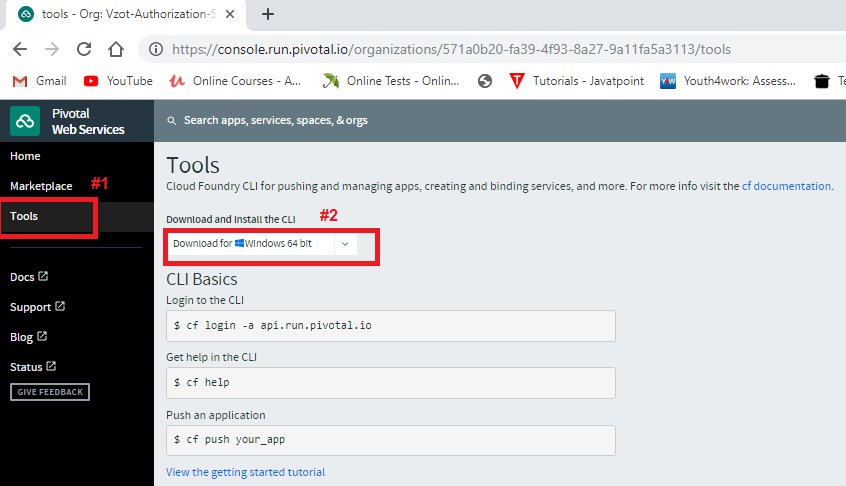 tools - Org: Vzot-Authorization-S
https://console.run.pivotal.io/organizations/571a0b20-fa39-4f93-8a27-9a11fa5a3113/tools
Gmail YouTube Online Courses - A... Online Tests - Onlin... Tutorials - Javatpoint Youth4work: Assess... Te
Pivotal
Web Services
Search apps, services, spaces, & orgs
Home
Marketplace #1
Tools
Docs
Support
Blog
Status
GIVE FEEDBACK
Tools
Cloud Foundry CLI for pushing and managing apps, creating and binding services, and more. For more info visit the cf documentation.
Download and Install the CLI #2
Download for Windows 64 bit
CLI Basics
Login to the CLI
$ cf login -a api.run.pivotal.io
Get help in the CLI
$ cf help
Push an application
$ cf push your_app
View the getting started tutorial